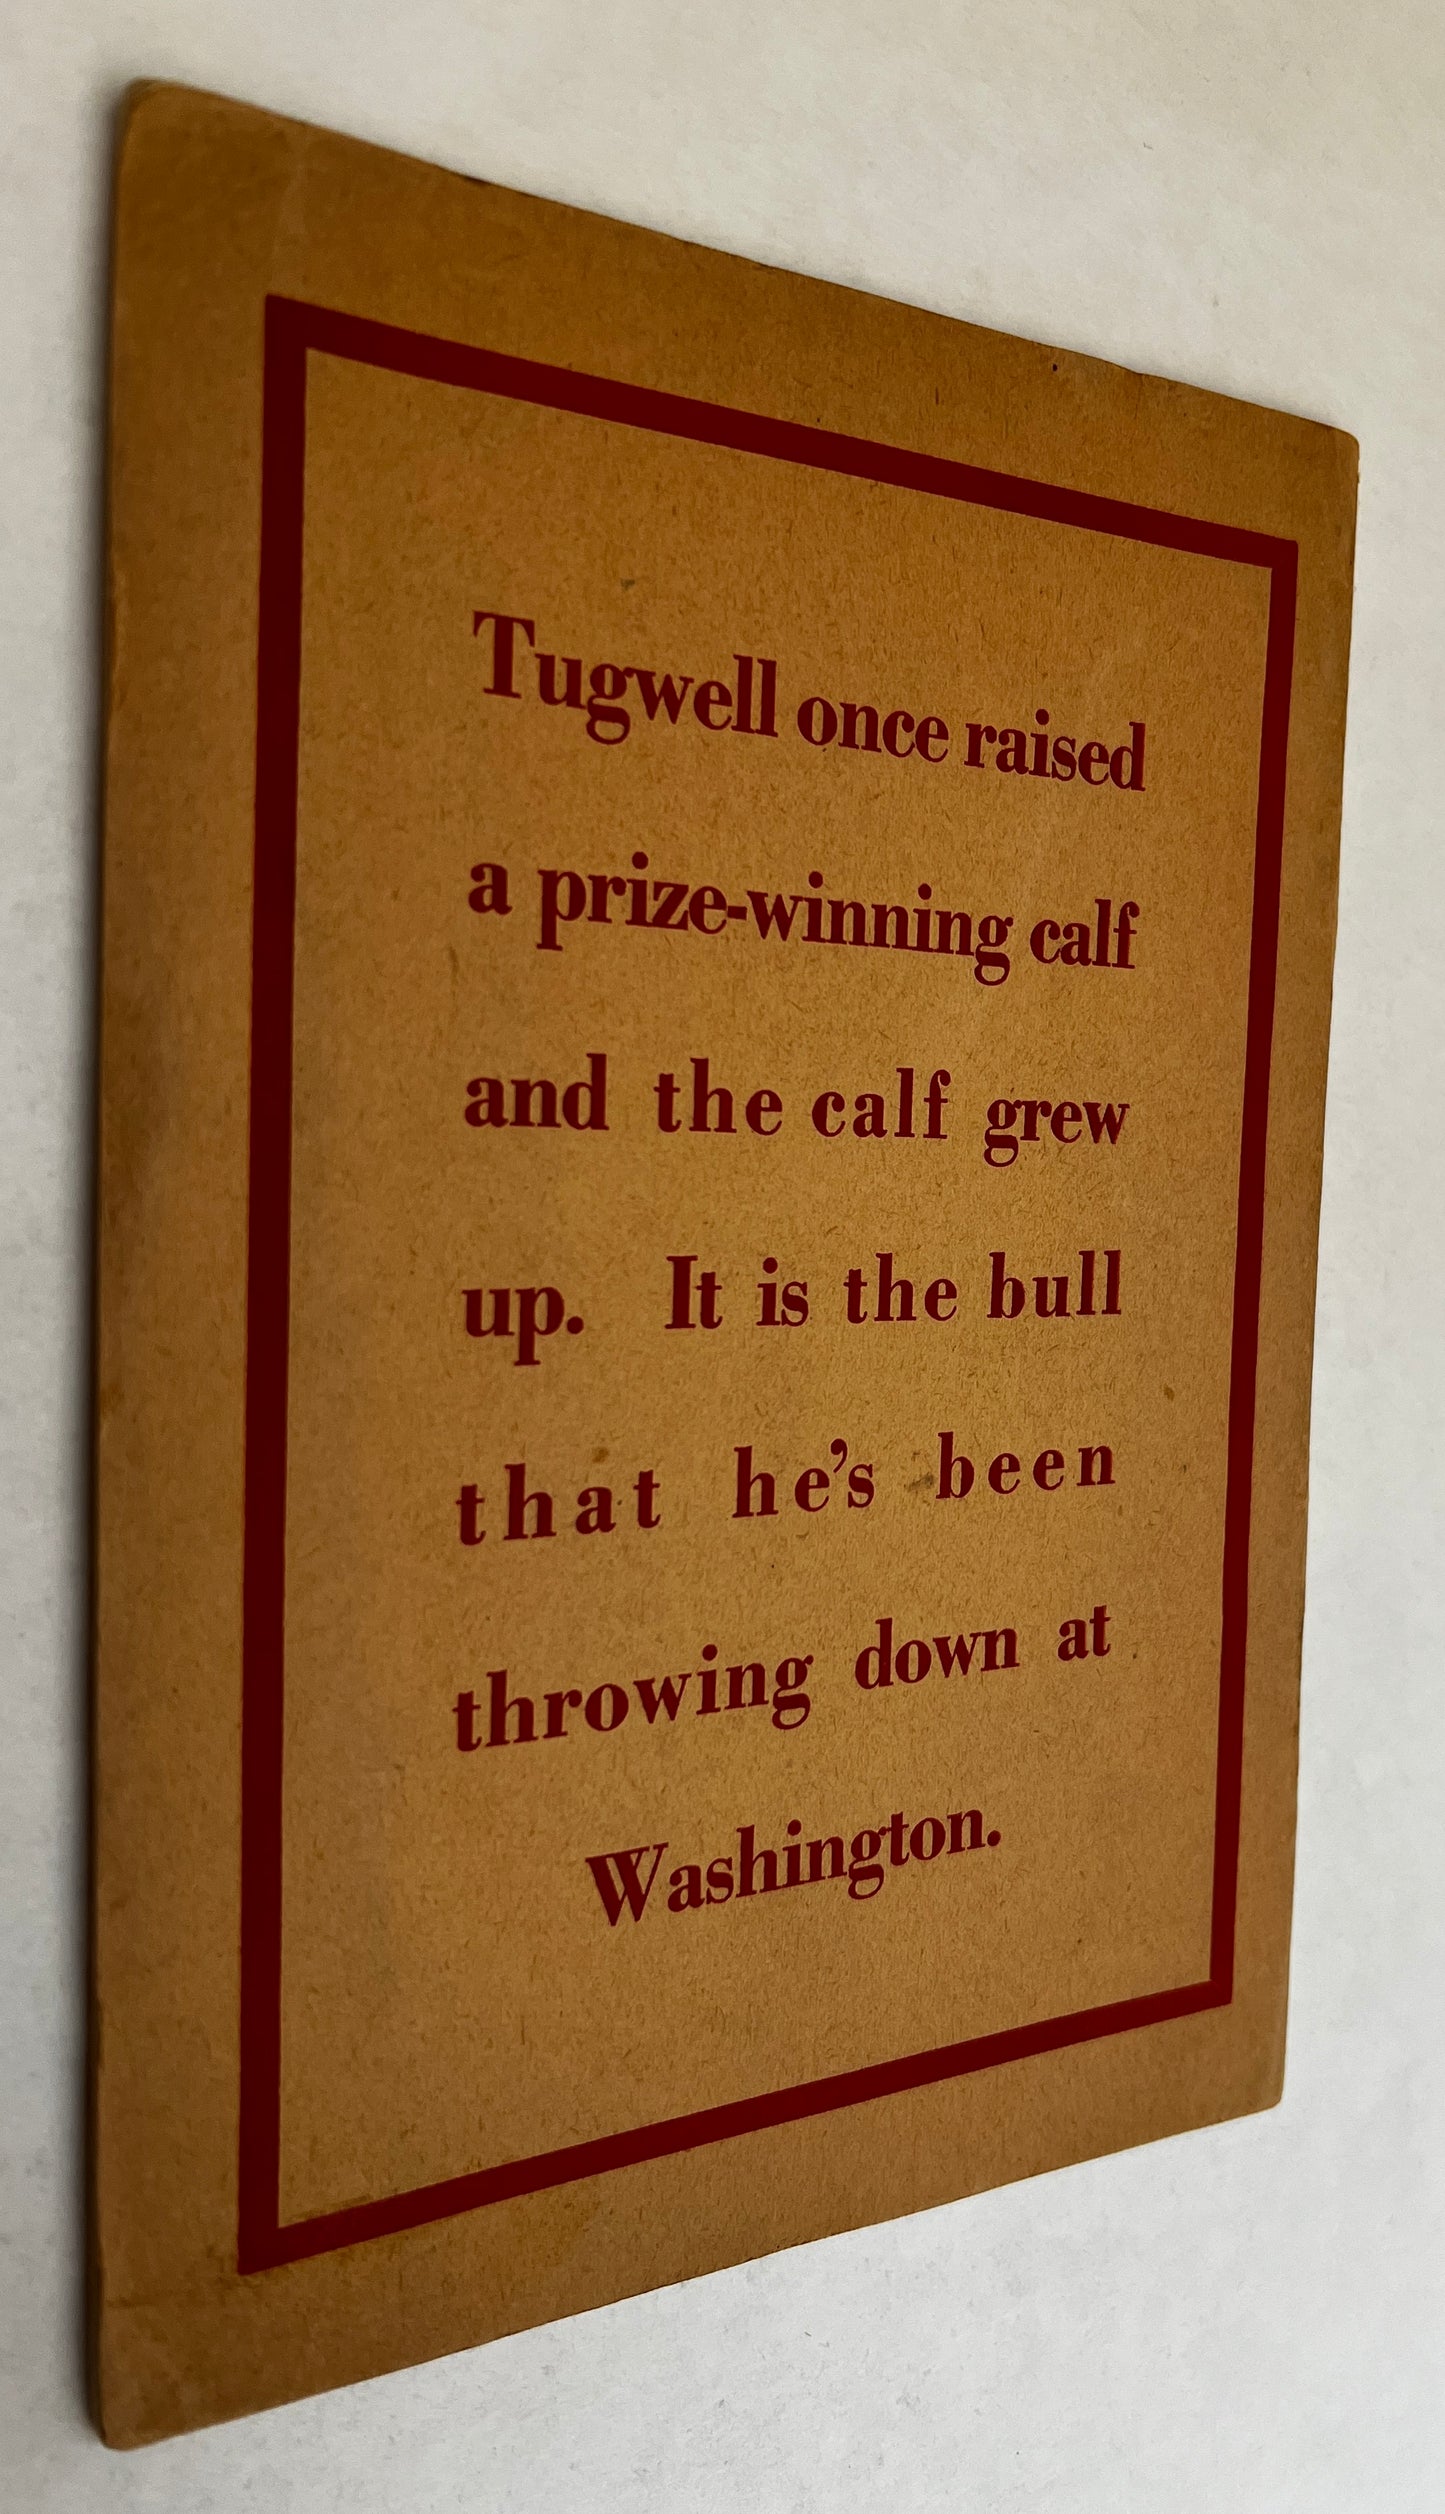 Tugwell once raised
a prize-winning calf
and the calf grew
up. It is the bull
that he's been
throwing down at
Washington.